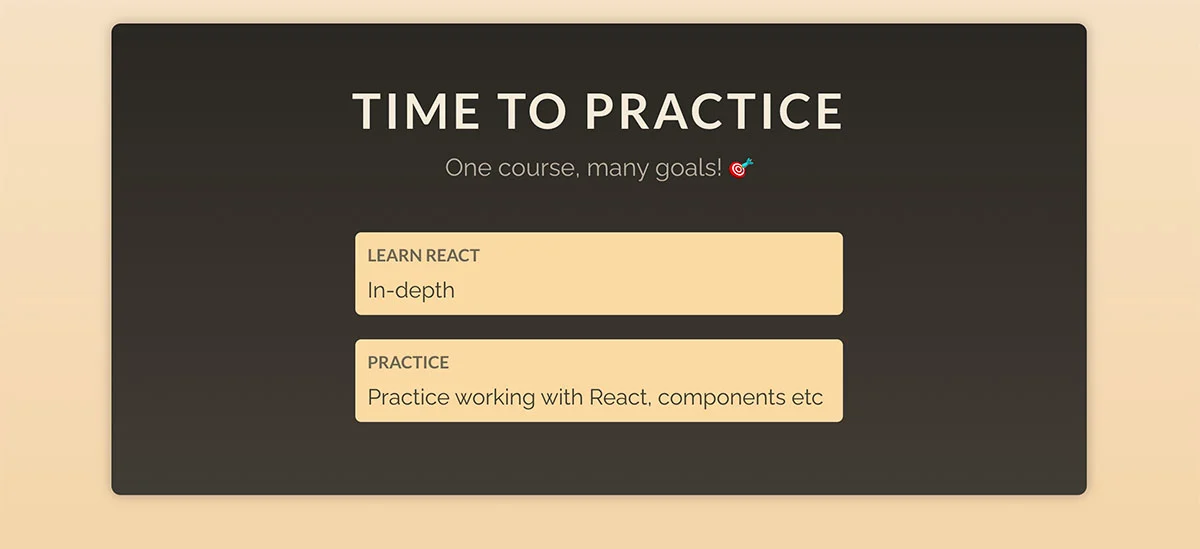 TIME TO PRACTICE
One course, many goals! 🎯
LEARN REACT
In-depth
PRACTICE
Practice working with React, components etc